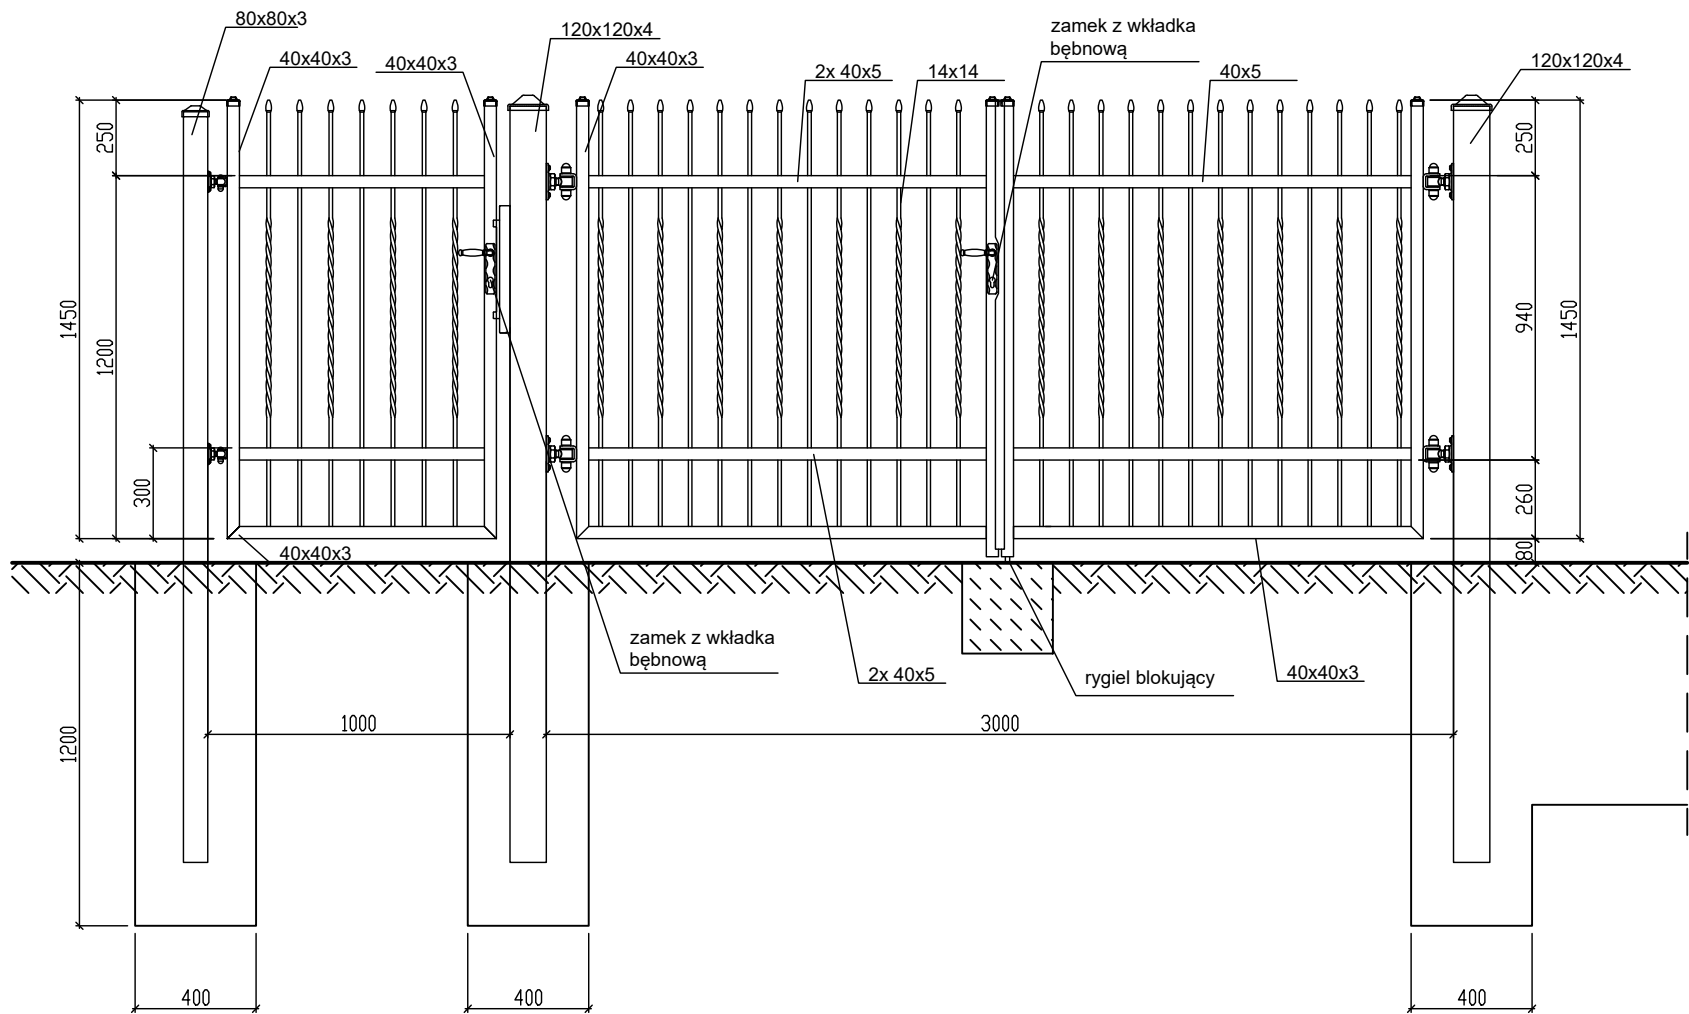 80x80x3
120x120x4
zamek z wkładka
bębnową
40x40x3
40x40x3
40x40x3
2x 40x5
14x14
40x5
120x120x4
250
250
1450
1200
940
1450
300
260
80
40x40x3
zamek z wkładka
bębnową
2x 40x5
rygiel blokujący
40x40x3
1200
1000
3000
400
400
400